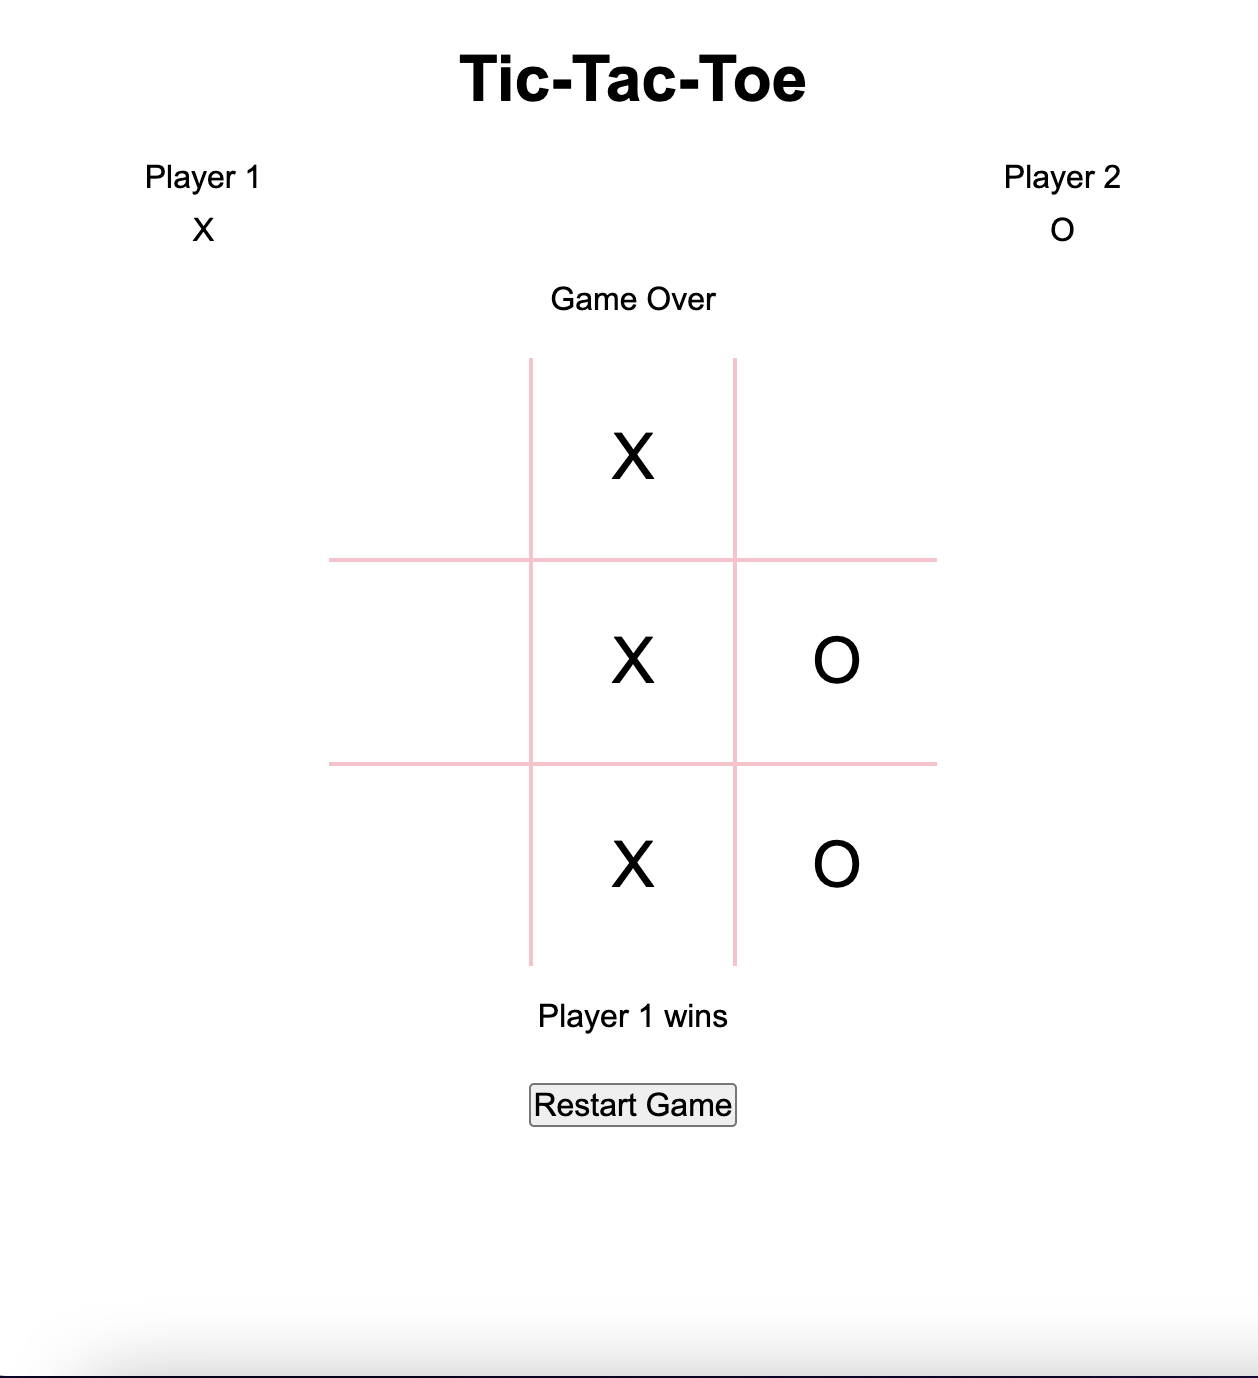 Tic-Tac-Toe
Player 1 Player 2
X O
Game Over
X
X O
X O
Player 1 wins
Restart Game